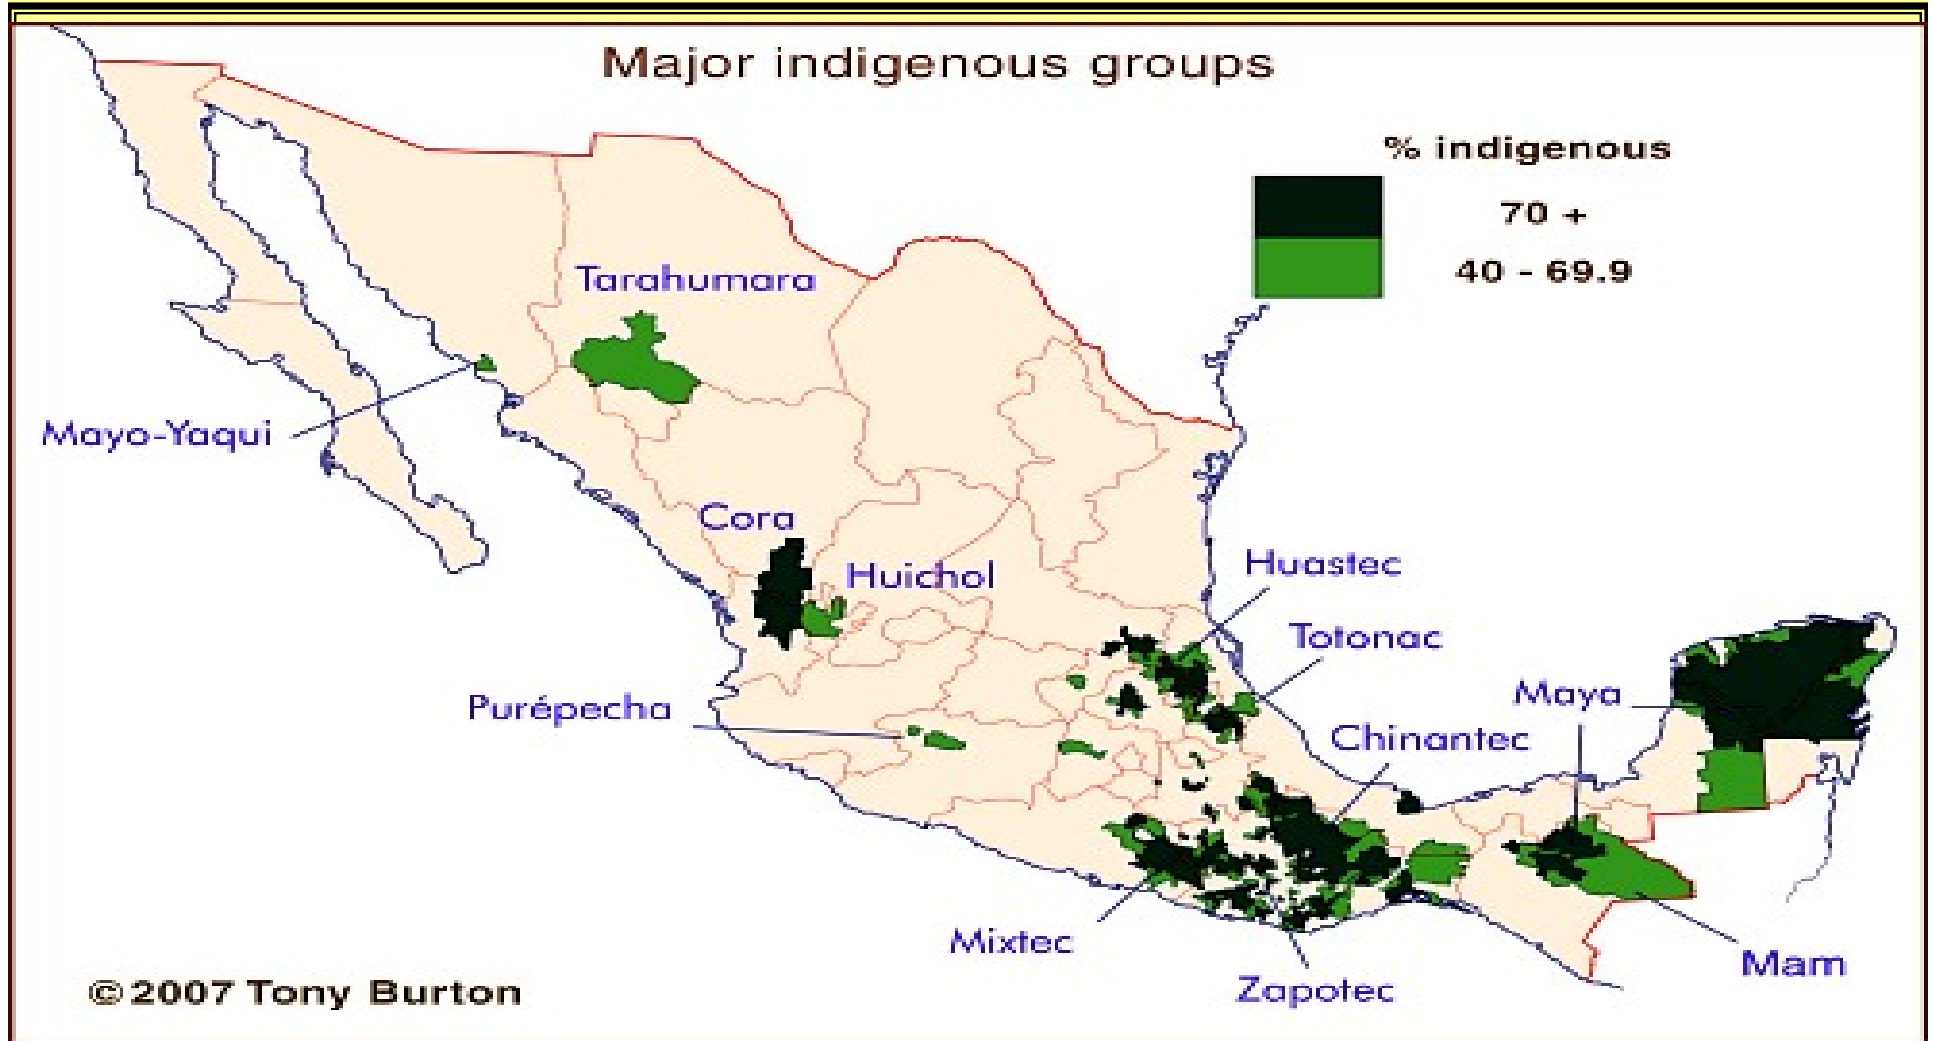 Major indigenous groups
% indigenous
70 +
40 - 69.9
Tarahumara
Mayo-Yaqui
Cora
Huichol
Huastec
Totonac
Purépecha
Maya
Chinantec
Mixtec
Zapotec
Mam
© 2007 Tony Burton